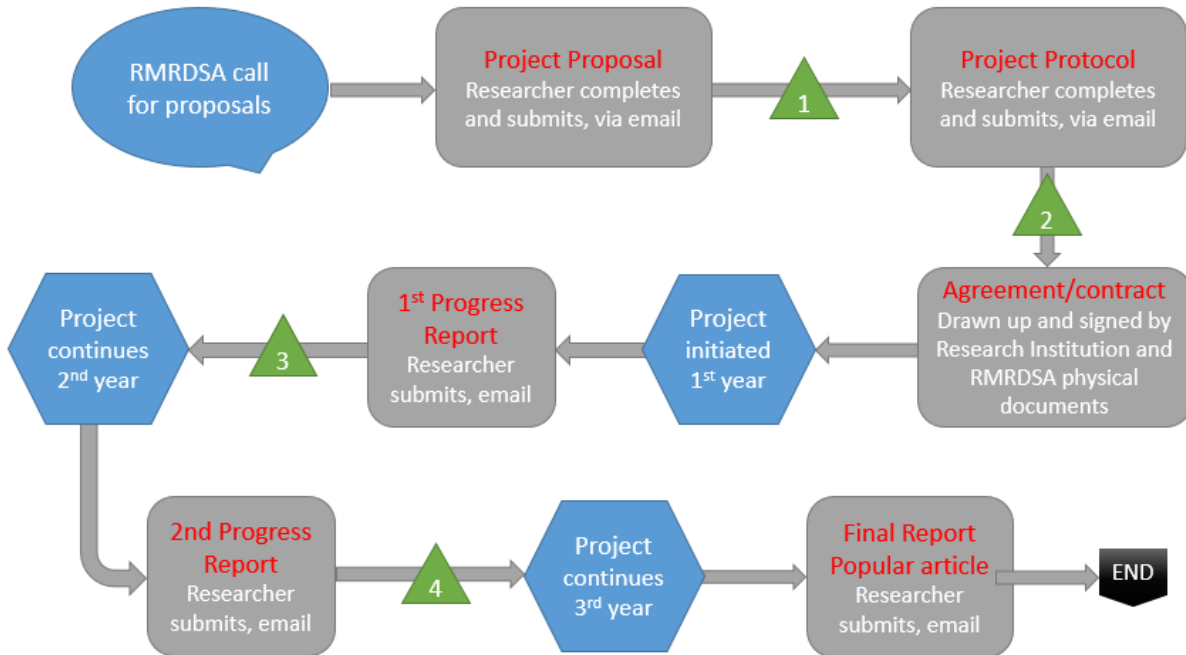 RMRDSA call
for proposals
Project Proposal
Researcher completes
and submits, via email
1
Project Protocol
Researcher completes
and submits, via email
2
Agreement/contract
Drawn up and signed by
Research Institution and
RMRDSA physical
documents
Project
initiated
1st year
1st Progress
Report
Researcher
submits, email
3
Project
continues
2nd year
2nd Progress
Report
Researcher
submits, email
4
Project
continues
3rd year
Final Report
Popular article
Researcher
submits, email
END